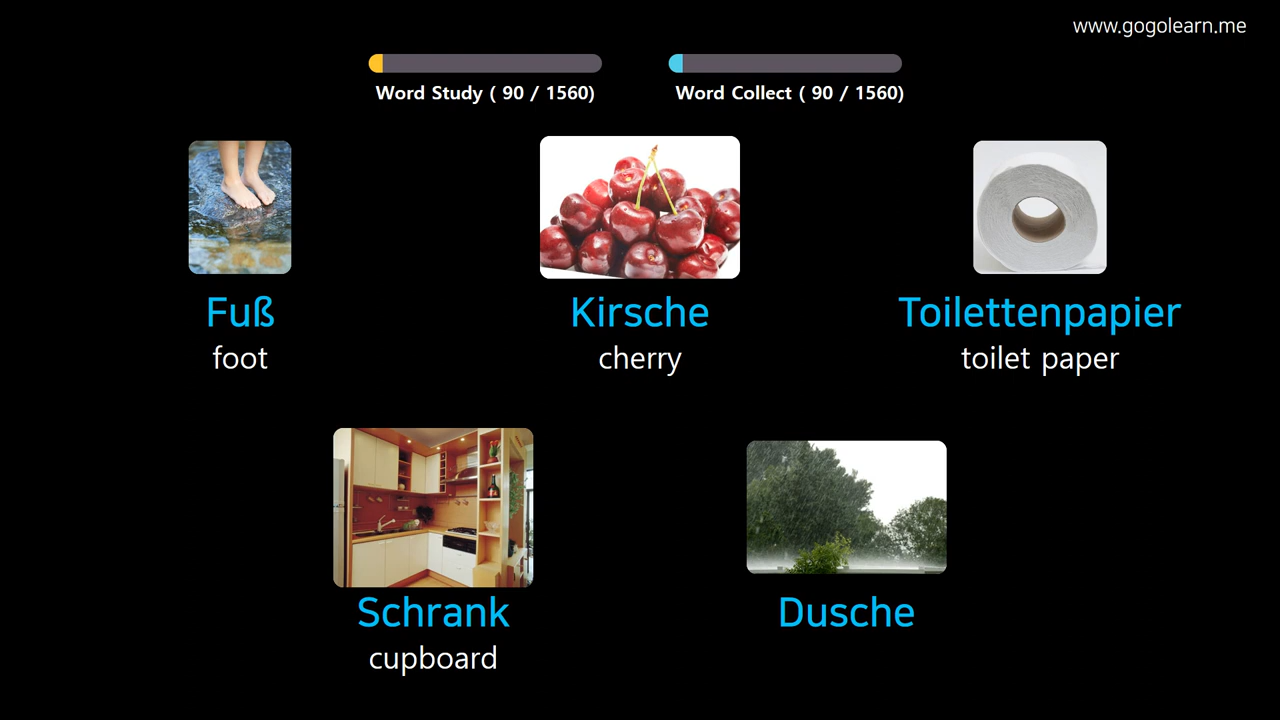 www.gogolearn.me
Word Study ( 90 / 1560)
Word Collect ( 90 / 1560)
Fuß
foot
Kirsche
cherry
Toilettenpapier
toilet paper
Schrank
cupboard
Dusche